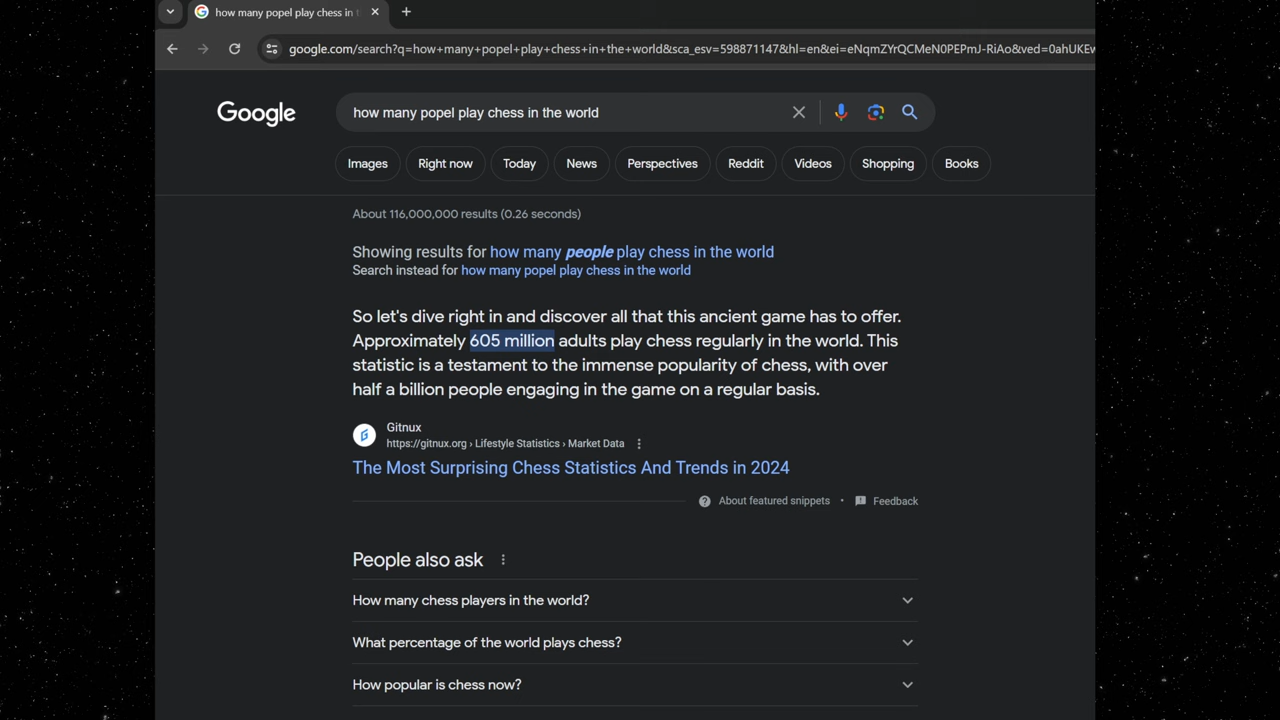 how many popel play chess in t
google.com/search?q=how+many+popel+play+chess+in+the+world&sca_esv=598871147&hl=en&ei=eNqmZYrQCMeN0PEPmJ-RiAo&ved=0ahUKEw
Google
how many popel play chess in the world
Images Right now Today News Perspectives Reddit Videos Shopping Books
About 116,000,000 results (0.26 seconds)
Showing results for how many people play chess in the world
Search instead for how many popel play chess in the world
So let's dive right in and discover all that this ancient game has to offer.
Approximately 605 million adults play chess regularly in the world. This
statistic is a testament to the immense popularity of chess, with over
half a billion people engaging in the game on a regular basis.
Gitnux
https://gitnux.org › Lifestyle Statistics › Market Data
The Most Surprising Chess Statistics And Trends in 2024
About featured snippets • Feedback
People also ask
How many chess players in the world?
What percentage of the world plays chess?
How popular is chess now?